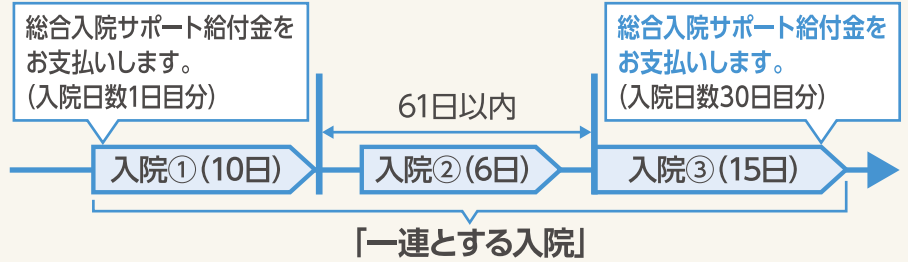 総合入院サポート給付金を
お支払いします。
（入院日数1日目分）
総合入院サポート給付金を
お支払いします。
（入院日数30日目分）
61日以内
入院①（10日）
入院②（6日）
入院③（15日）
「一連とする入院」